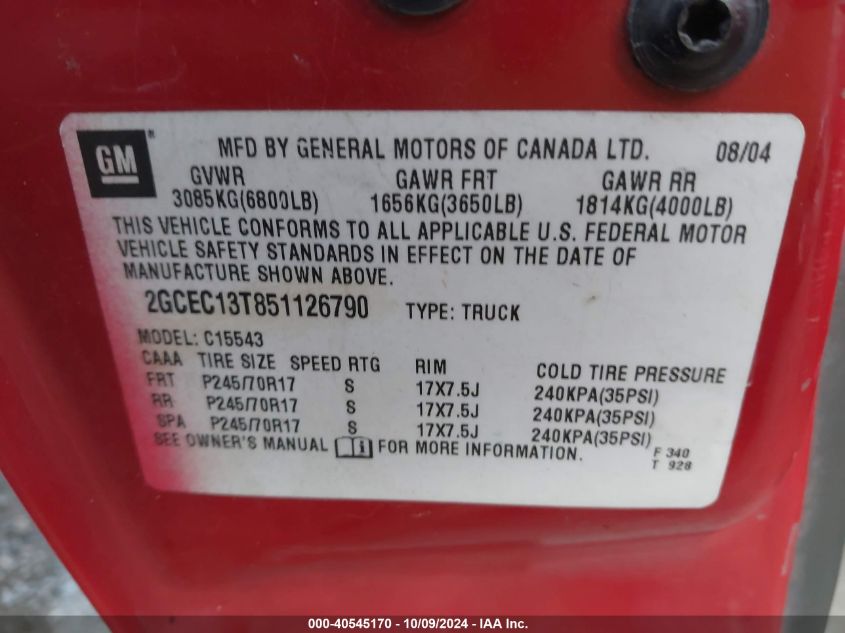 GM ® MFD BY GENERAL MOTORS OF CANADA LTD. 08/04
GVWR GAWR FRT GAWR RR
3085KG(6800LB) 1656KG(3650LB) 1814KG(4000LB)
THIS VEHICLE CONFORMS TO ALL APPLICABLE U.S. FEDERAL MOTOR
VEHICLE SAFETY STANDARDS IN EFFECT ON THE DATE OF
MANUFACTURE SHOWN ABOVE.
2GCEC13T851126790 TYPE: TRUCK
MODEL: C15543
CAAA TIRE SIZE SPEED RTG RIM COLD TIRE PRESSURE
FRT P245/70R17 S 17X7.5J 240KPA(35PSI)
RR P245/70R17 S 17X7.5J 240KPA(35PSI)
SPA P245/70R17 S 17X7.5J 240KPA(35PSI)
SEE OWNER'S MANUAL FOR MORE INFORMATION.
F 340
T 928
000-40545170 - 10/09/2024 - IAA Inc.